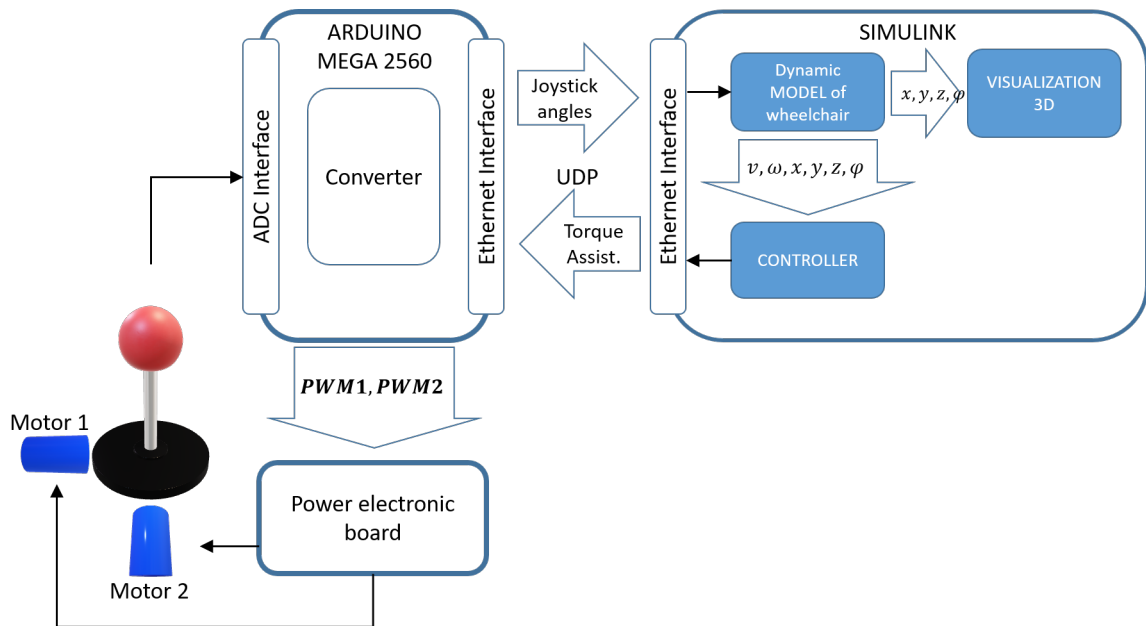 ARDUINO
MEGA 2560
ADC Interface
Converter
Ethernet Interface
Joystick
angles
UDP
Torque
Assist.
Ethernet Interface
SIMULINK
Dynamic
MODEL of
wheelchair
x, y, z, φ
VISUALIZATION
3D
v, ω, x, y, z, φ
CONTROLLER
PWM1, PWM2
Motor 1
Power electronic
board
Motor 2